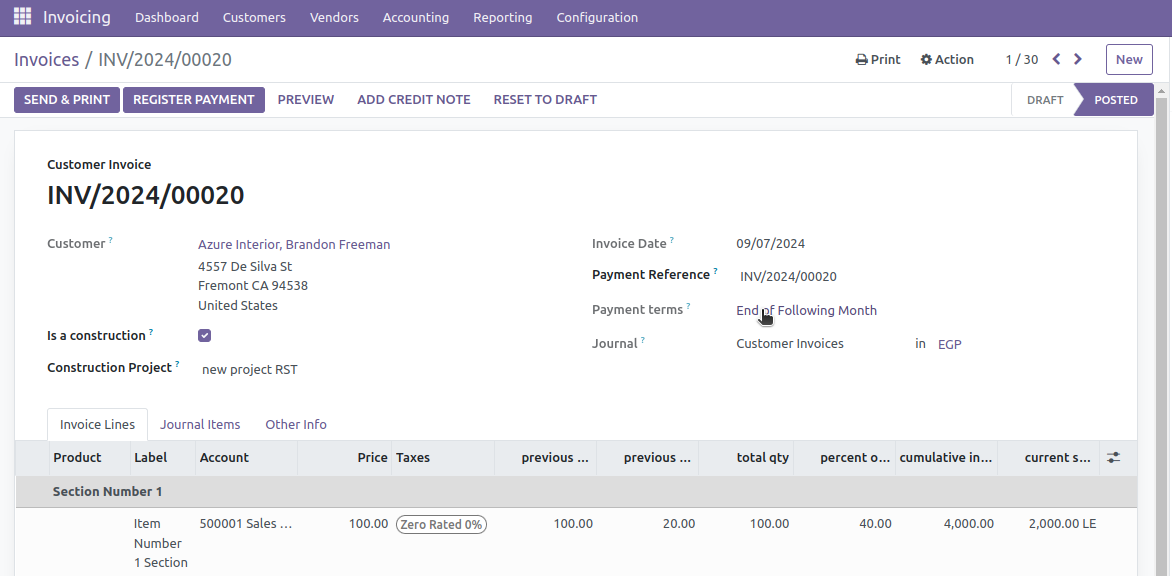 Invoicing Dashboard Customers Vendors Accounting Reporting Configuration
Invoices / INV/2024/00020 Print Action 1 / 30 New
SEND & PRINT REGISTER PAYMENT PREVIEW ADD CREDIT NOTE RESET TO DRAFT DRAFT POSTED
Customer Invoice
INV/2024/00020
Customer ? Azure Interior, Brandon Freeman Invoice Date ? 09/07/2024
4557 De Silva St
Fremont CA 94538 Payment Reference ? INV/2024/00020
United States Payment terms ? End of Following Month
Is a construction ? Journal ? Customer Invoices in EGP
Construction Project ? new project RST
Invoice Lines Journal Items Other Info
Product Label Account Price Taxes previous ... previous ... total qty percent o... cumulative in... current s...
Section Number 1
Item 500001 Sales ... 100.00 Zero Rated 0% 100.00 20.00 100.00 40.00 4,000.00 2,000.00 LE
Number
1 Section